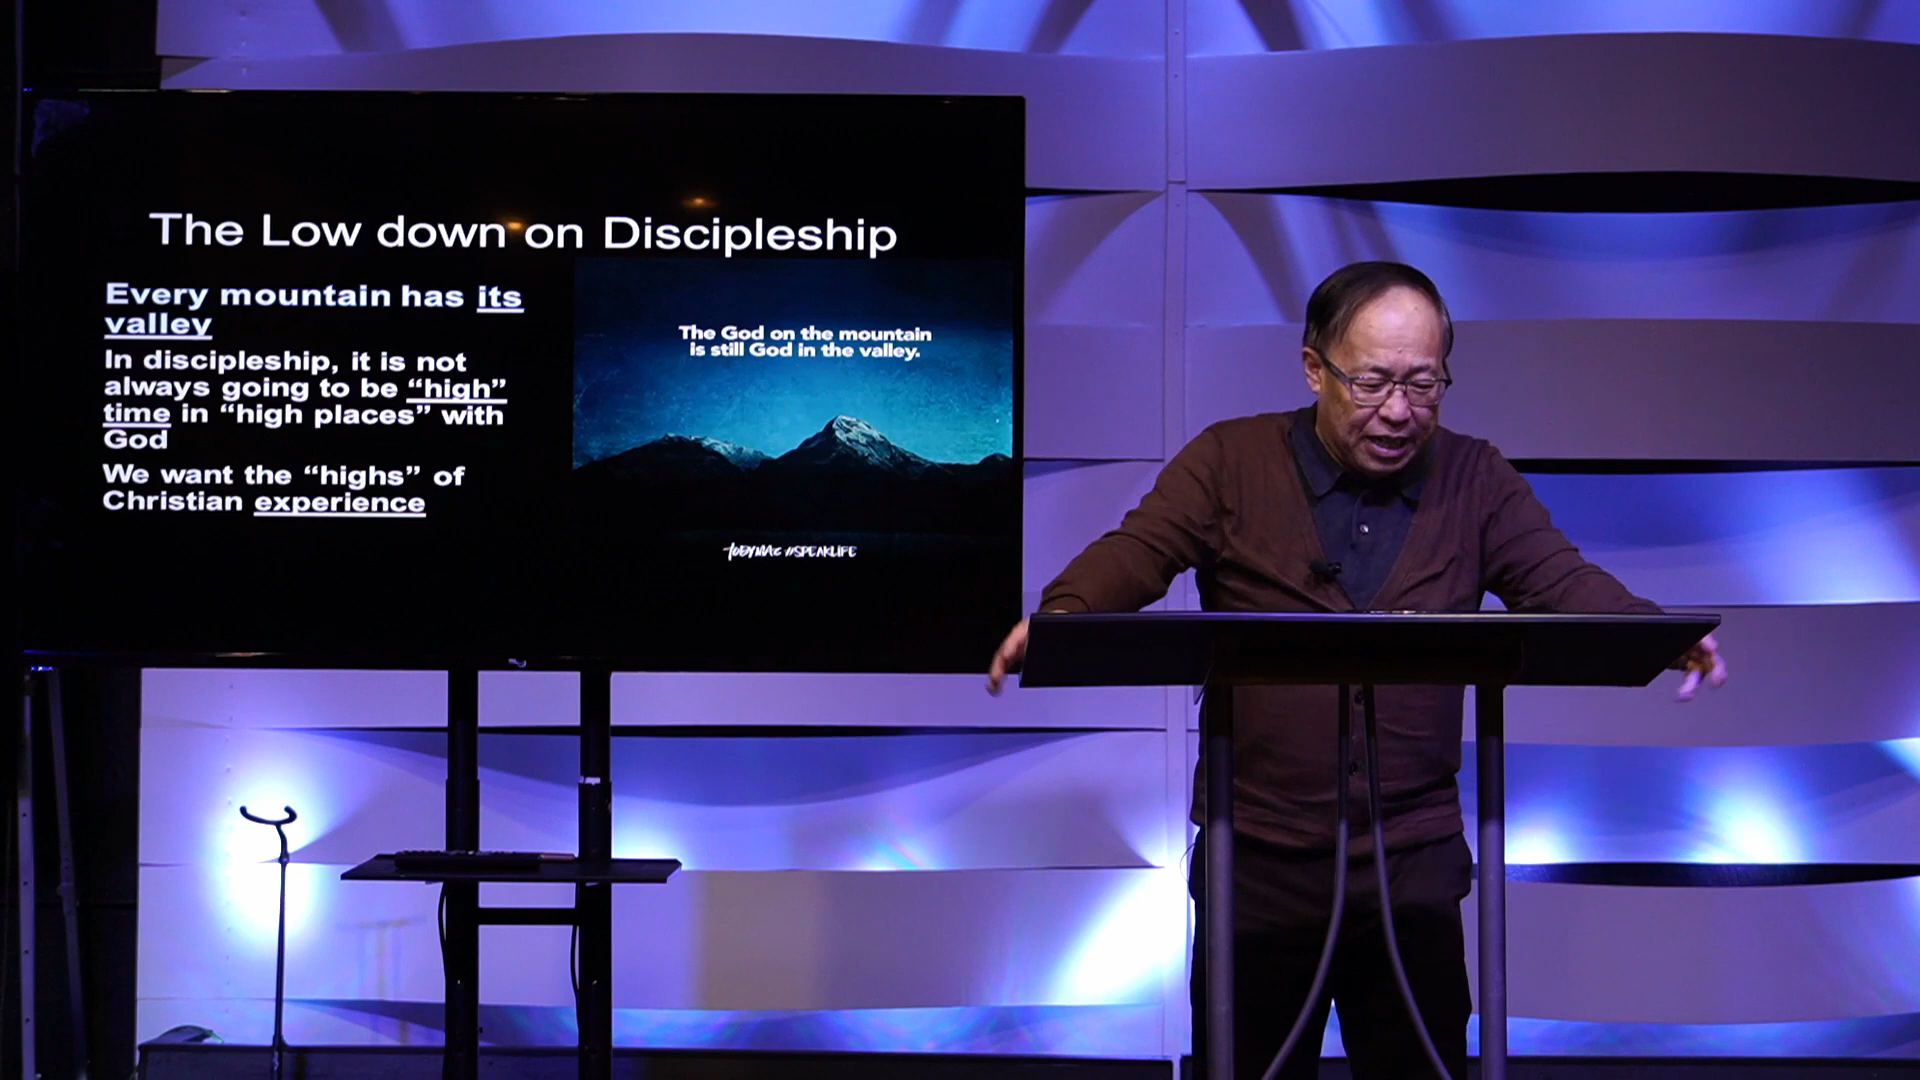 The Low down on Discipleship
Every mountain has its
valley
In discipleship, it is not
always going to be “high”
time in “high places” with
God
We want the “highs” of
Christian experience
The God on the mountain
is still God in the valley.
TOBYMAC #SPEAKLIFE